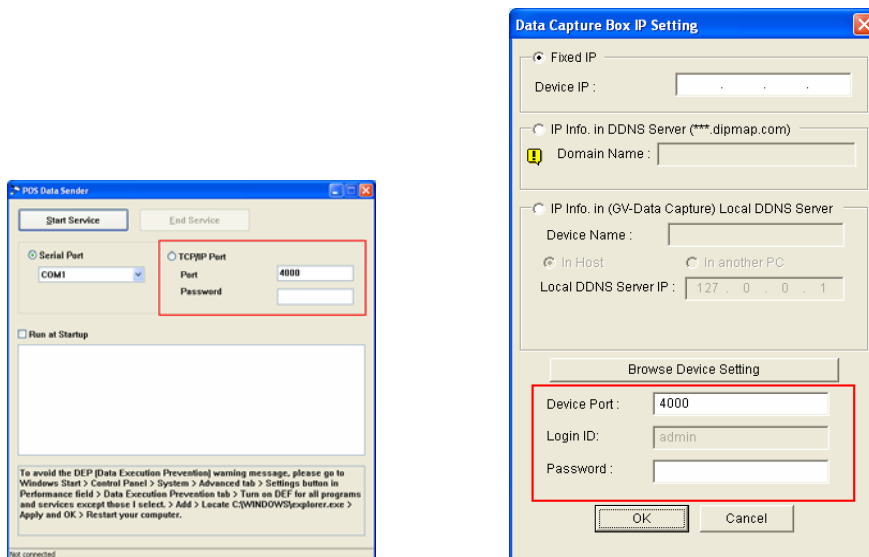 POS Data Sender
Start Service
End Service
Serial Port
COM1
TCP/IP Port
Port
4000
Password
Run at Startup
To avoid the DEP (Data Execution Prevention) warning message, please go to
Windows Start > Control Panel > System > Advanced tab > Settings button in
Performance field > Data Execution Prevention tab > Turn on DEF for all programs
and services except those I select. > Add > Locate C:\WINDOWS\explorer.exe >
Apply and OK > Restart your computer.
Not connected
Data Capture Box IP Setting
Fixed IP
Device IP :
. . .
IP Info. in DDNS Server (***.dipmap.com)
Domain Name :
IP Info. in (GV-Data Capture) Local DDNS Server
Device Name :
In Host
In another PC
Local DDNS Server IP :
127 . 0 . 0 . 1
Browse Device Setting
Device Port :
4000
Login ID:
admin
Password :
OK
Cancel